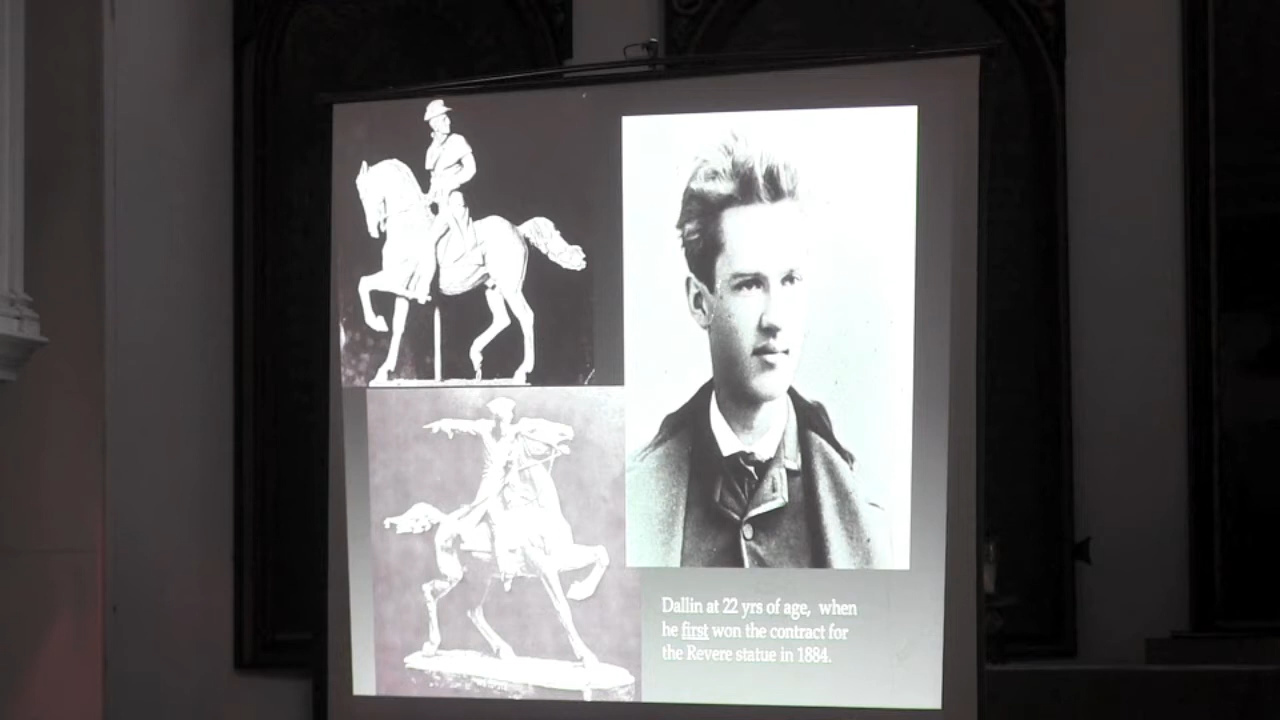 Dallin at 22 yrs of age, when
he first won the contract for
the Revere statue in 1884.